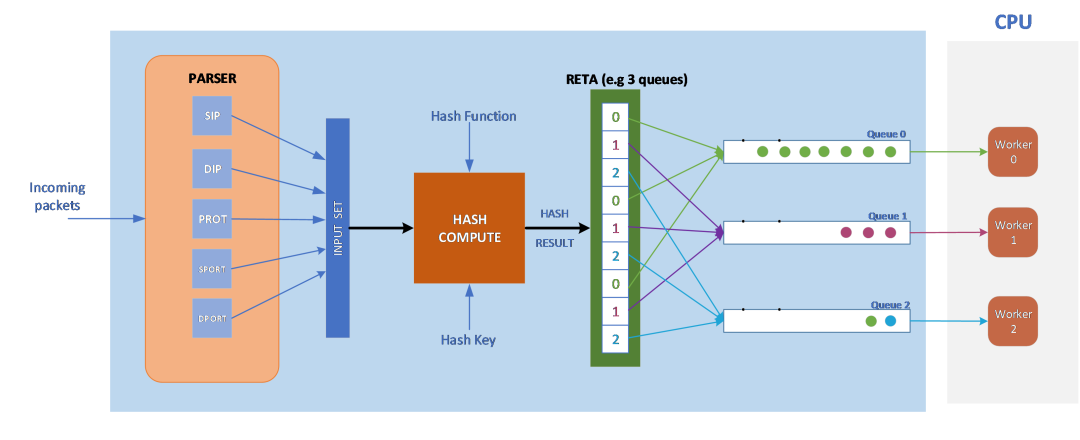 CPU
PARSER
RETA (e.g 3 queues)
SIP
DIP
PROT
SPORT
DPORT
Incoming
packets
INPUT SET
Hash Function
HASH
COMPUTE
Hash Key
HASH
RESULT
0
1
2
0
1
2
0
1
2
Queue 0
Queue 1
Queue 2
Worker
0
Worker
1
Worker
2